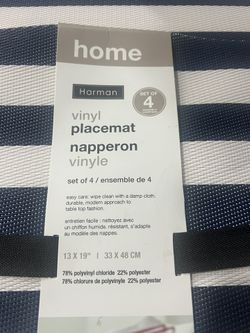 home
Harman
SET OF
4
vinyl
placemat
napperon
vinyle
set of 4 / ensemble de 4
easy care: wipe clean with a damp cloth.
durable, modern approach to
table top fashion.
entretien facile : nettoyez avec
un chiffon humide. résistant, s'adapte
au modèle des nappes.
13 X 19" | 33 X 48 CM
78% polyvinyl chloride 22% polyester
78% chlorure de polyvinyle 22% polyester